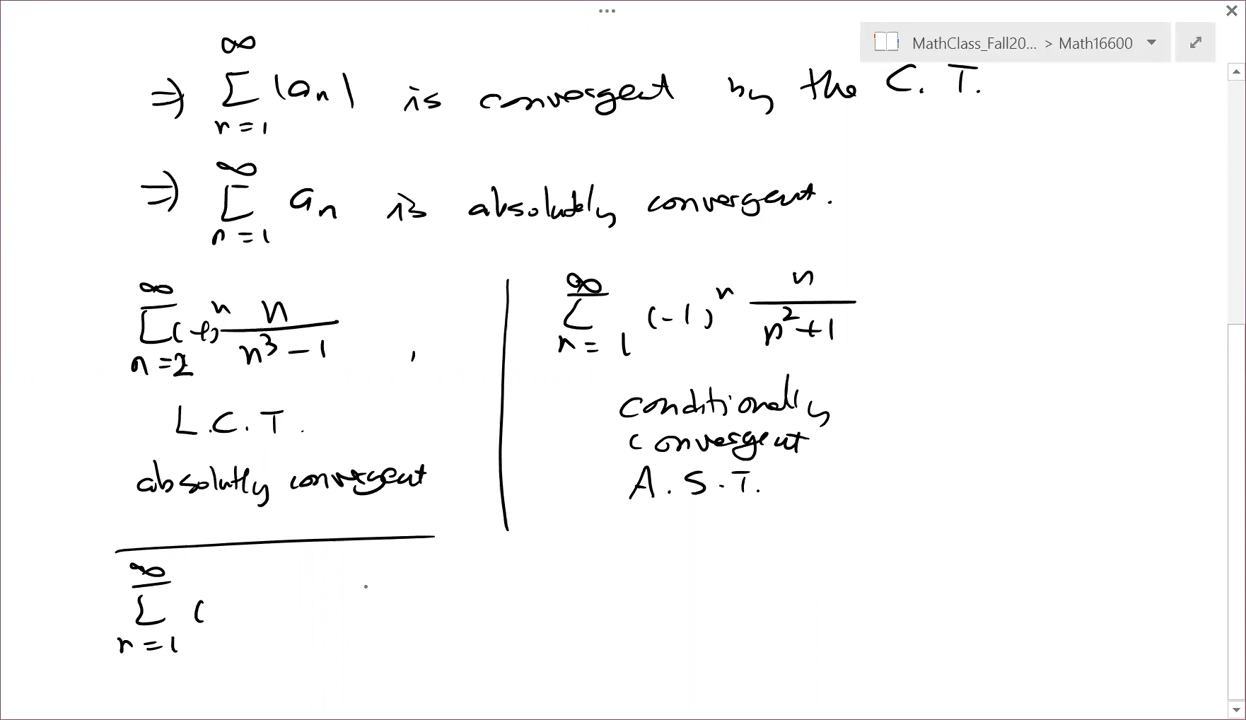 MathClass_Fall20... > Math16600
⇒ ∑_{n=1}^{∞} |a_n| is convergent by the C. T.
⇒ ∑_{n=1}^{∞} a_n is absolutely convergent.
∑_{n=2}^{∞} (-1)^n n/(n^3 - 1) ,
L.C.T.
absolutly convergent
∑_{n=1}^{∞} (-1)^n n/(n^2+1)
conditionally
convergent
A.S.T.
∑_{n=1}^{∞} (